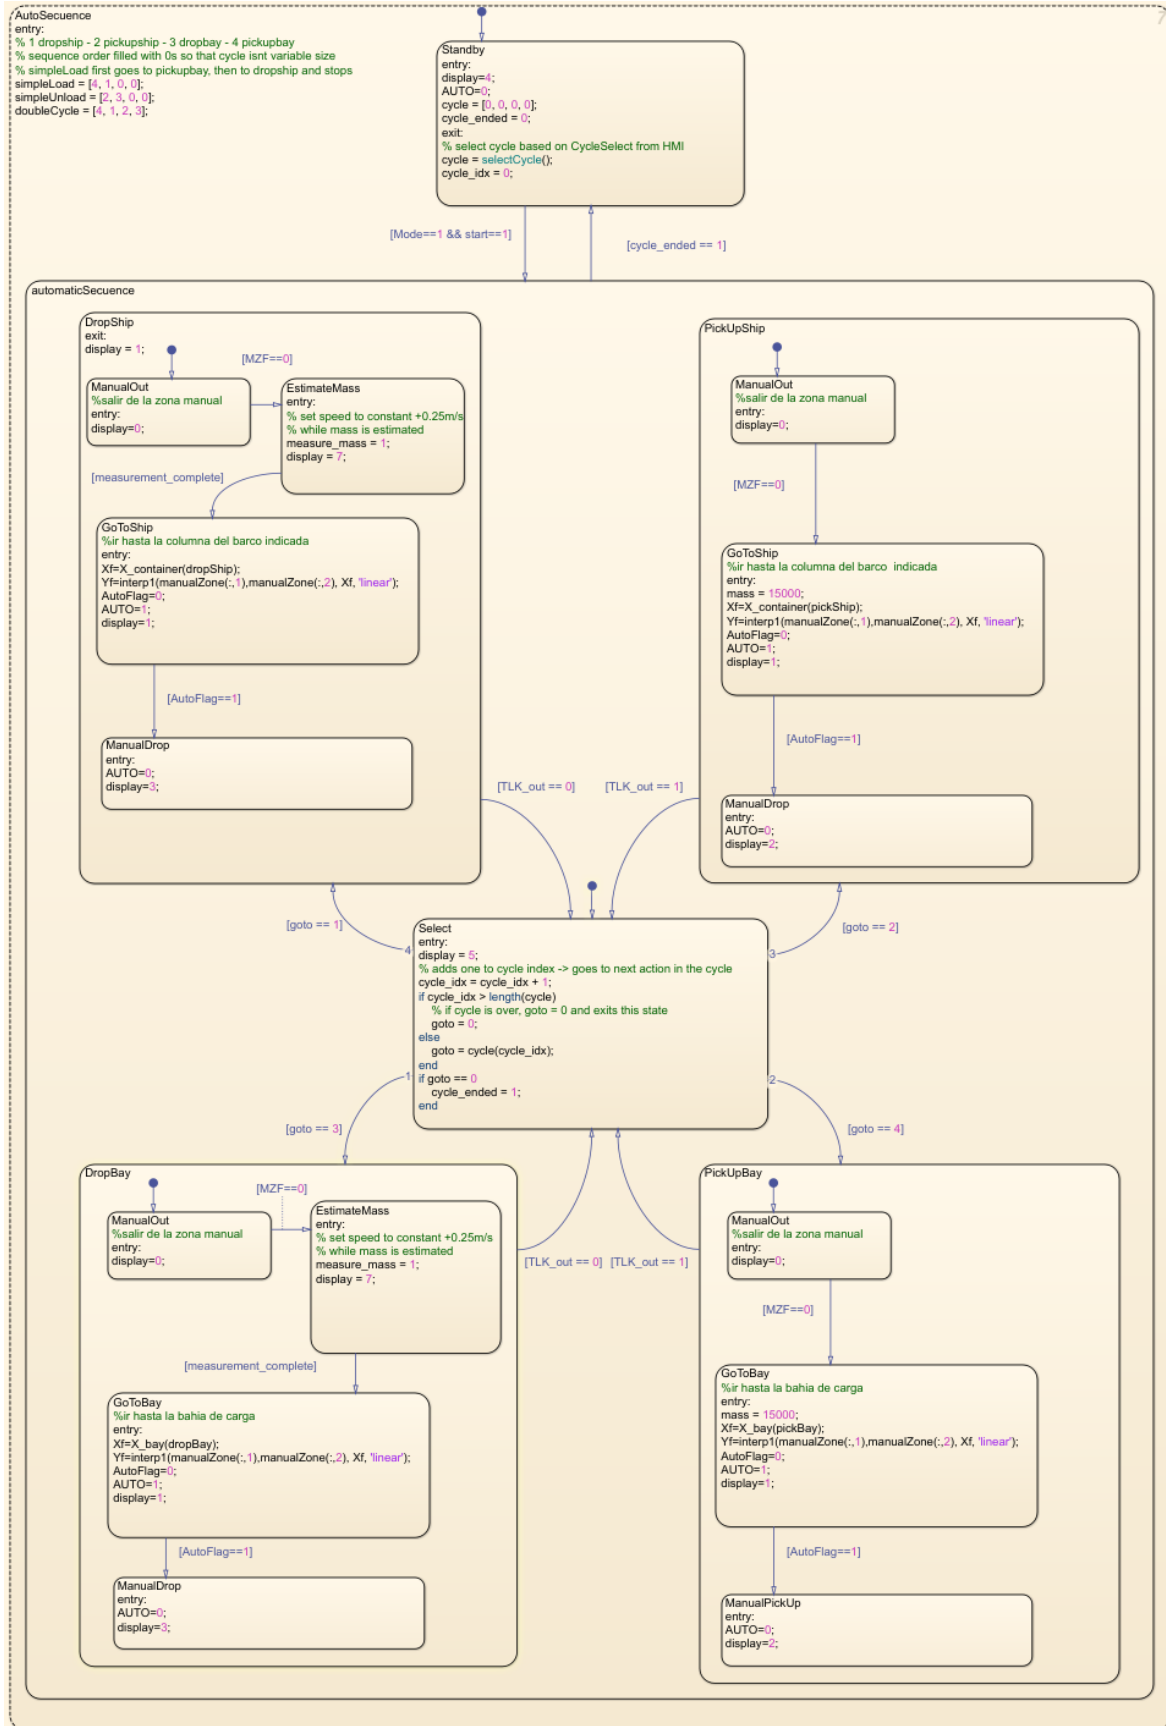 AutoSecuence
entry:
% 1 dropship - 2 pickupship - 3 dropbay - 4 pickupbay
% sequence order filled with 0s so that cycle isnt variable size
% simpleLoad first goes to pickupbay, then to dropship and stops
simpleLoad = [4, 1, 0, 0];
simpleUnload = [2, 3, 0, 0];
doubleCycle = [4, 1, 2, 3];
7
Standby
entry:
display=4;
AUTO=0;
cycle = [0, 0, 0, 0];
cycle_ended = 0;
exit:
% select cycle based on CycleSelect from HMI
cycle = selectCycle();
cycle_idx = 0;
[Mode==1 && start==1]
[cycle_ended == 1]
automaticSecuence
DropShip
exit:
display = 1;
[MZF==0]
ManualOut
%salir de la zona manual
entry:
display=0;
EstimateMass
entry:
% set speed to constant +0.25m/s
% while mass is estimated
measure_mass = 1;
display = 7;
[measurement_complete]
GoToShip
%ir hasta la columna del barco indicada
entry:
Xf=X_container(dropShip);
Yf=interp1(manualZone(:,1),manualZone(:,2), Xf, 'linear');
AutoFlag=0;
AUTO=1;
display=1;
[AutoFlag==1]
ManualDrop
entry:
AUTO=0;
display=3;
[TLK_out == 0]
PickUpShip
ManualOut
%salir de la zona manual
entry:
display=0;
[MZF==0]
GoToShip
%ir hasta la columna del barco  indicada
entry:
mass = 15000;
Xf=X_container(pickShip);
Yf=interp1(manualZone(:,1),manualZone(:,2), Xf, 'linear');
AutoFlag=0;
AUTO=1;
display=1;
[AutoFlag==1]
ManualDrop
entry:
AUTO=0;
display=2;
[TLK_out == 1]
[goto == 1]
4
Select
entry:
display = 5;
% adds one to cycle index -> goes to next action in the cycle
cycle_idx = cycle_idx + 1;
if cycle_idx > length(cycle)
% if cycle is over, goto = 0 and exits this state
goto = 0;
else
goto = cycle(cycle_idx);
end
if goto == 0
cycle_ended = 1;
end
3
[goto == 2]
1
[goto == 3]
2
[goto == 4]
DropBay
[MZF==0]
ManualOut
%salir de la zona manual
entry:
display=0;
EstimateMass
entry:
% set speed to constant +0.25m/s
% while mass is estimated
measure_mass = 1;
display = 7;
[measurement_complete]
GoToBay
%ir hasta la bahia de carga
entry:
Xf=X_bay(dropBay);
Yf=interp1(manualZone(:,1),manualZone(:,2), Xf, 'linear');
AutoFlag=0;
AUTO=1;
display=1;
[AutoFlag==1]
ManualDrop
entry:
AUTO=0;
display=3;
[TLK_out == 0]
[TLK_out == 1]
PickUpBay
ManualOut
%salir de la zona manual
entry:
display=0;
[MZF==0]
GoToBay
%ir hasta la bahia de carga
entry:
mass = 15000;
Xf=X_bay(pickBay);
Yf=interp1(manualZone(:,1),manualZone(:,2), Xf, 'linear');
AutoFlag=0;
AUTO=1;
display=1;
[AutoFlag==1]
ManualPickUp
entry:
AUTO=0;
display=2;